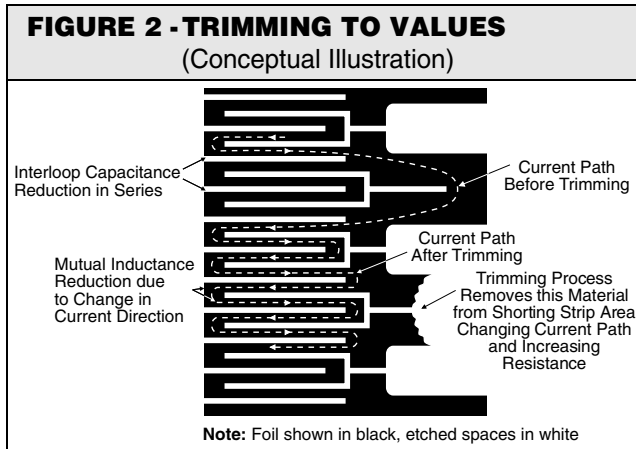 FIGURE 2 - TRIMMING TO VALUES
(Conceptual Illustration)
Interloop Capacitance
Reduction in Series
Current Path
Before Trimming
Mutual Inductance
Reduction due
to Change in
Current Direction
Current Path
After Trimming
Trimming Process
Removes this Material
from Shorting Strip Area
Changing Current Path
and Increasing
Resistance
Note: Foil shown in black, etched spaces in white